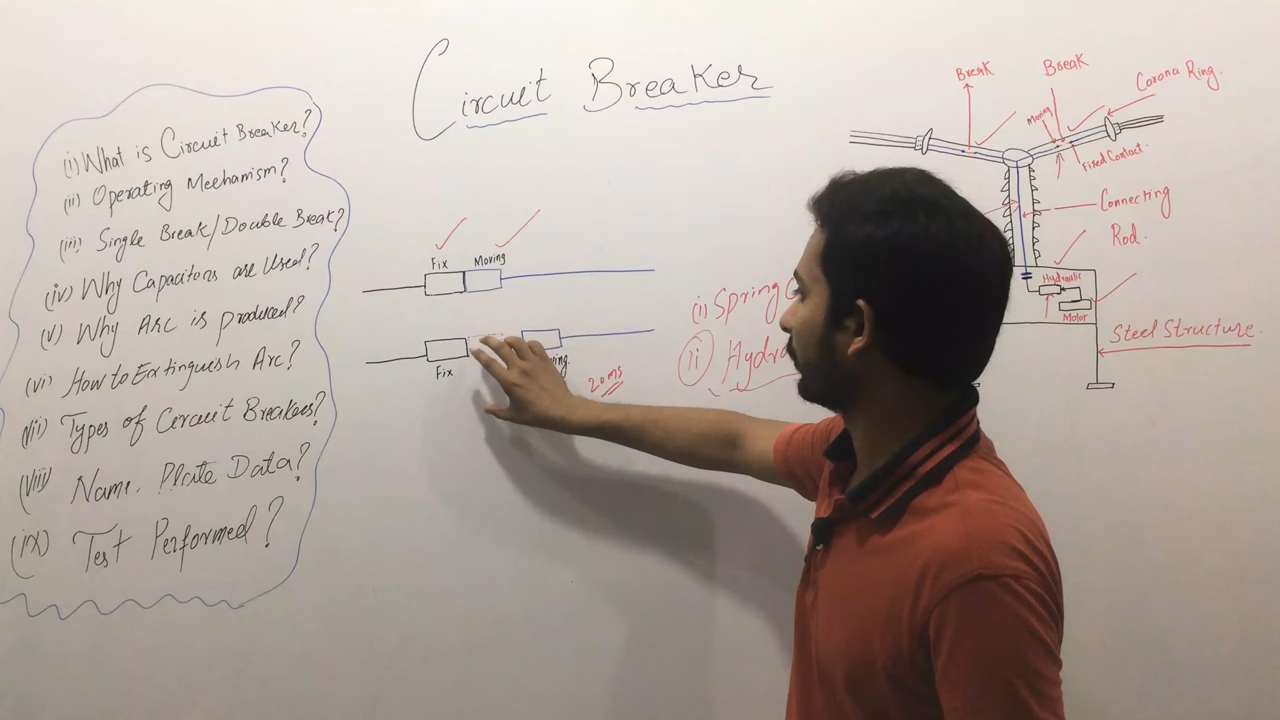 Circuit Breaker
(i) What is Circuit Breaker?
(ii) Operating Mechanism?
(iii) Single Break/Double Break?
(iv) Why Capacitors are Used?
(v) Why Arc is produced?
(vi) How to Extinguish Arc?
(vii) Types of Circuit Breakers?
(viii) Name. Plate Data?
(ix) Test Performed?
Fix Moving
Fix
20 ms
(i) Spring
(ii) Hydra
Break
Break
Corona Ring.
Moving
Fixed Contact.
Connecting
Rod.
Hydraulic
Motor
Steel Structure.